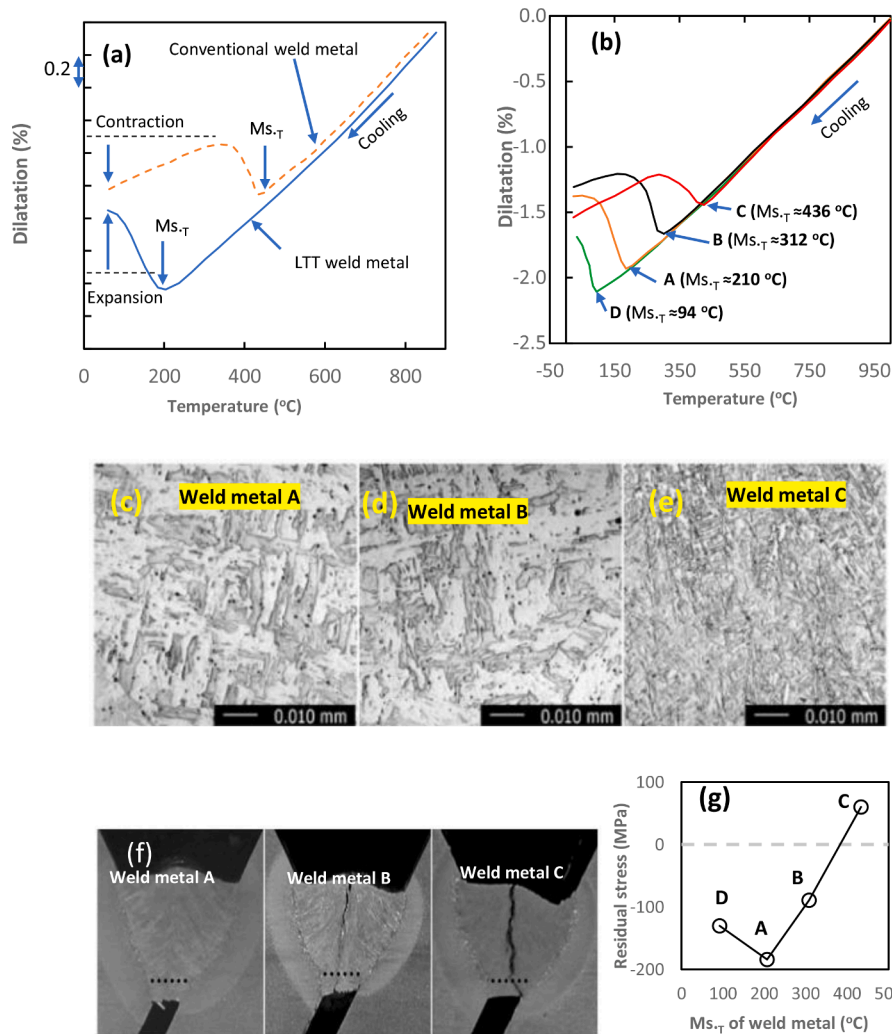 (a)
Conventional weld metal
0.2
Contraction
Ms.T
Cooling
Ms.T
LTT weld metal
Expansion
Dilatation (%)
0 200 400 600 800
Temperature (°C)
(b)
0.0
-0.5
-1.0
-1.5
-2.0
-2.5
Dilatation (%)
Cooling
C (Ms.T ≈436 °C)
B (Ms.T ≈312 °C)
A (Ms.T ≈210 °C)
D (Ms.T ≈94 °C)
-50 150 350 550 750 950
Temperature (°C)
(c)
Weld metal A
0.010 mm
(d)
Weld metal B
0.010 mm
(e)
Weld metal C
0.010 mm
(f)
Weld metal A
Weld metal B
Weld metal C
(g)
100
0
-100
-200
Residual stress (MPa)
D
A
B
C
0 100 200 300 400 50
Ms.T of weld metal (°C)